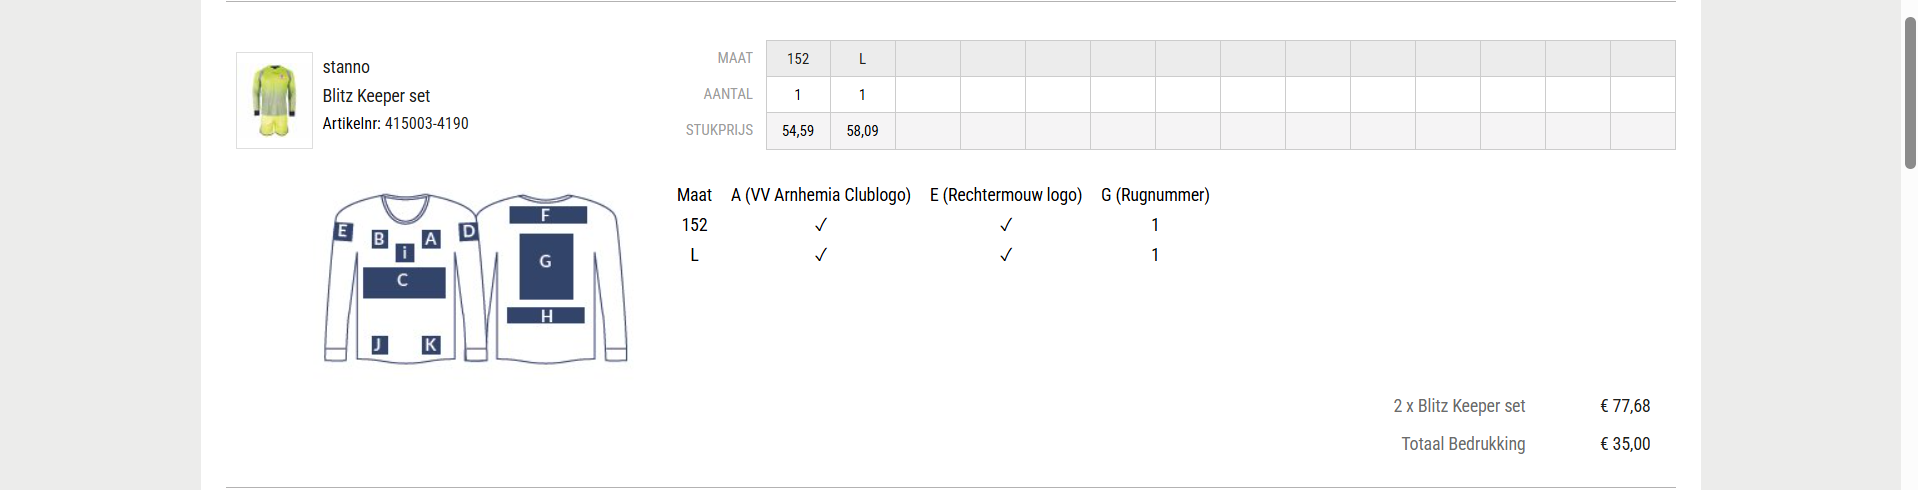 stanno
Blitz Keeper set
Artikelnr: 415003-4190
MAAT 152 L
AANTAL 1 1
STUKPRIJS 54,59 58,09
E B A D
i
C
J K
F
G
H
Maat A (VV Arnhemia Clublogo) E (Rechtermouw logo) G (Rugnummer)
152 ✓ ✓ 1
L ✓ ✓ 1
2 x Blitz Keeper set € 77,68
Totaal Bedrukking € 35,00